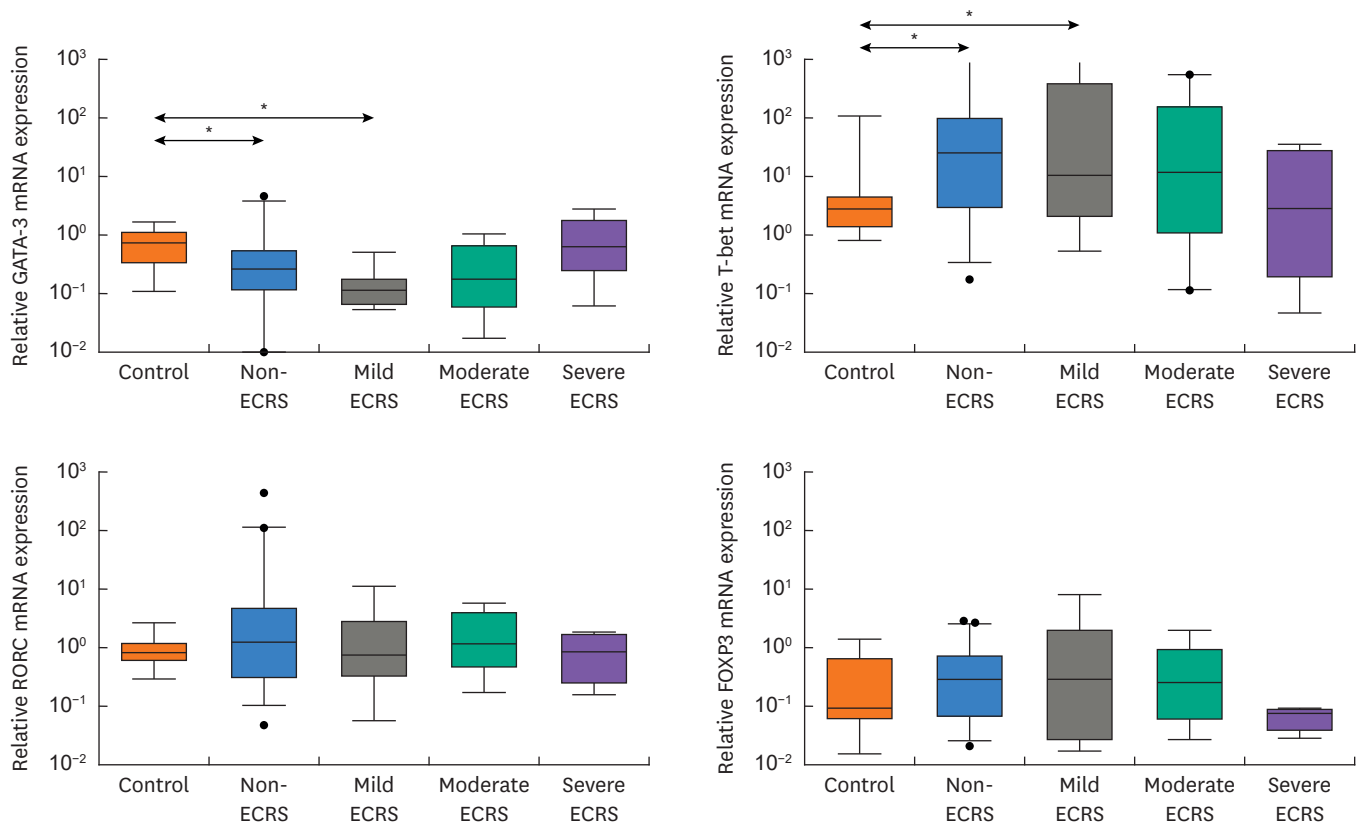 Relative GATA-3 mRNA expression
*
*
10³
10²
10¹
10⁰
10⁻¹
10⁻²
Control Non- Mild Moderate Severe
ECRS ECRS ECRS ECRS
Relative T-bet mRNA expression
*
*
10³
10²
10¹
10⁰
10⁻¹
10⁻²
Control Non- Mild Moderate Severe
ECRS ECRS ECRS ECRS
Relative RORC mRNA expression
10³
10²
10¹
10⁰
10⁻¹
10⁻²
Control Non- Mild Moderate Severe
ECRS ECRS ECRS ECRS
Relative FOXP3 mRNA expression
10³
10²
10¹
10⁰
10⁻¹
10⁻²
Control Non- Mild Moderate Severe
ECRS ECRS ECRS ECRS